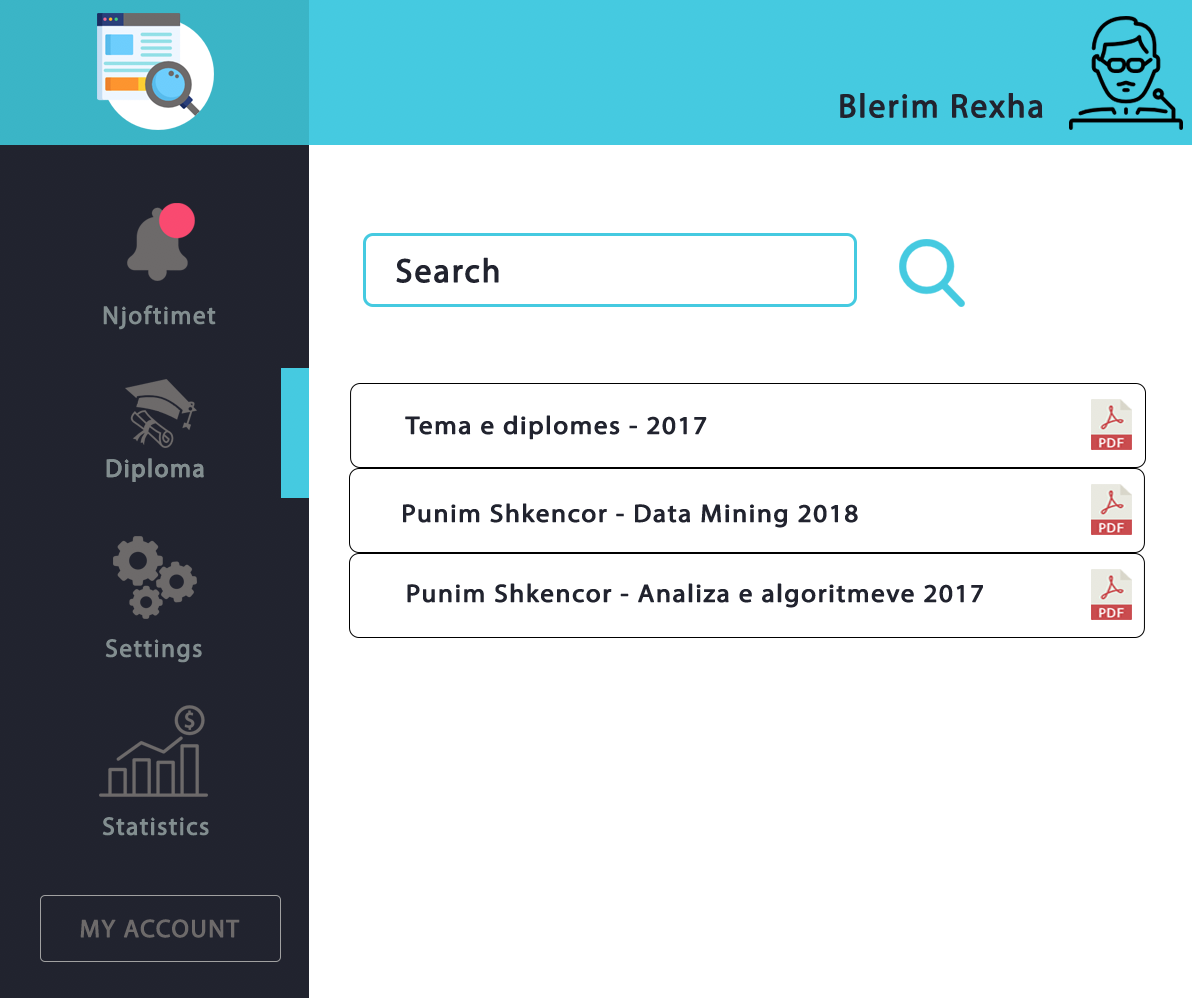 Blerim Rexha
Njoftimet
Diploma
Settings
$
Statistics
MY ACCOUNT
Search
Tema e diplomes - 2017
PDF
Punim Shkencor - Data Mining 2018
PDF
Punim Shkencor - Analiza e algoritmeve 2017
PDF